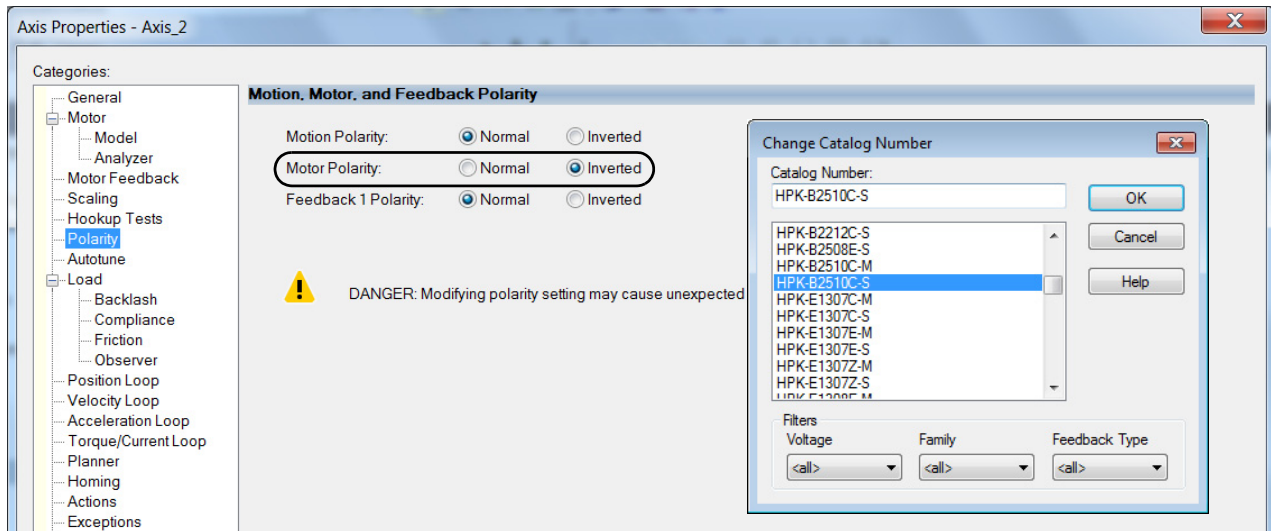 Axis Properties - Axis_2
Categories:
General
Motor
Model
Analyzer
Motor Feedback
Scaling
Hookup Tests
Polarity
Autotune
Load
Backlash
Compliance
Friction
Observer
Position Loop
Velocity Loop
Acceleration Loop
Torque/Current Loop
Planner
Homing
Actions
Exceptions
Motion, Motor, and Feedback Polarity
Motion Polarity: Normal Inverted
Motor Polarity: Normal Inverted
Feedback 1 Polarity: Normal Inverted
DANGER: Modifying polarity setting may cause unexpected
Change Catalog Number
Catalog Number:
HPK-B2510C-S
OK
Cancel
Help
HPK-B2212C-S
HPK-B2508E-S
HPK-B2510C-M
HPK-B2510C-S
HPK-E1307C-M
HPK-E1307C-S
HPK-E1307E-M
HPK-E1307E-S
HPK-E1307Z-M
HPK-E1307Z-S
HPK-E1308E-M
Filters
Voltage Family Feedback Type
<all> <all> <all>